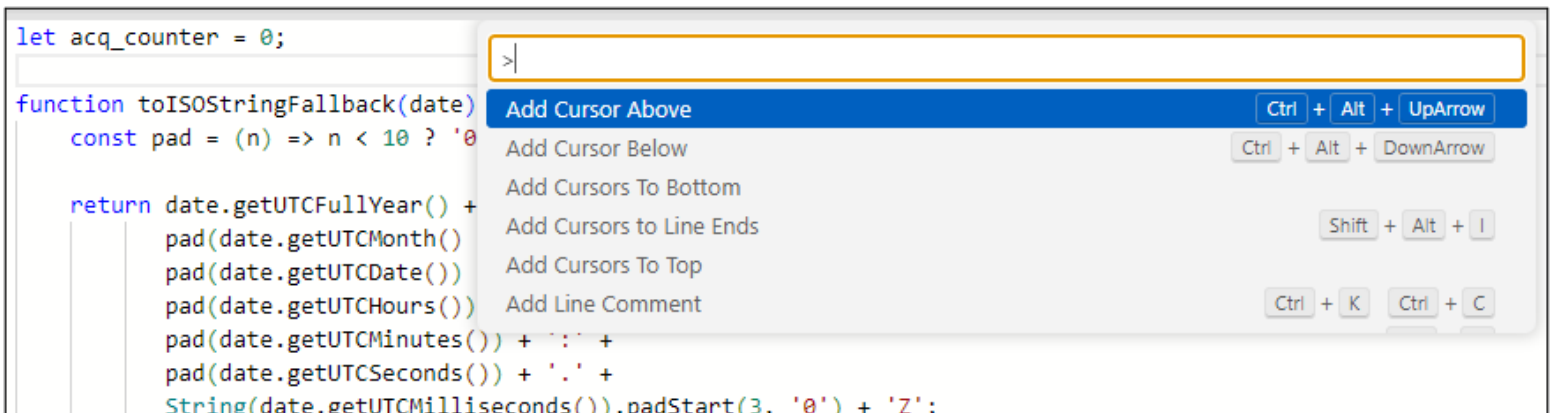 let acq_counter = 0;
>
function toISOStringFallback(date)
Add Cursor Above Ctrl + Alt + UpArrow
const pad = (n) => n < 10 ? '0
Add Cursor Below Ctrl + Alt + DownArrow
Add Cursors To Bottom
return date.getUTCFullYear() +
Add Cursors to Line Ends Shift + Alt + I
pad(date.getUTCMonth()
Add Cursors To Top
pad(date.getUTCDate())
pad(date.getUTCHours())
Add Line Comment Ctrl + K Ctrl + C
pad(date.getUTCMinutes()) + ':' +
pad(date.getUTCSeconds()) + '.' +
String(date.getUTCMilliseconds()).padStart(3, '0') + 'Z';